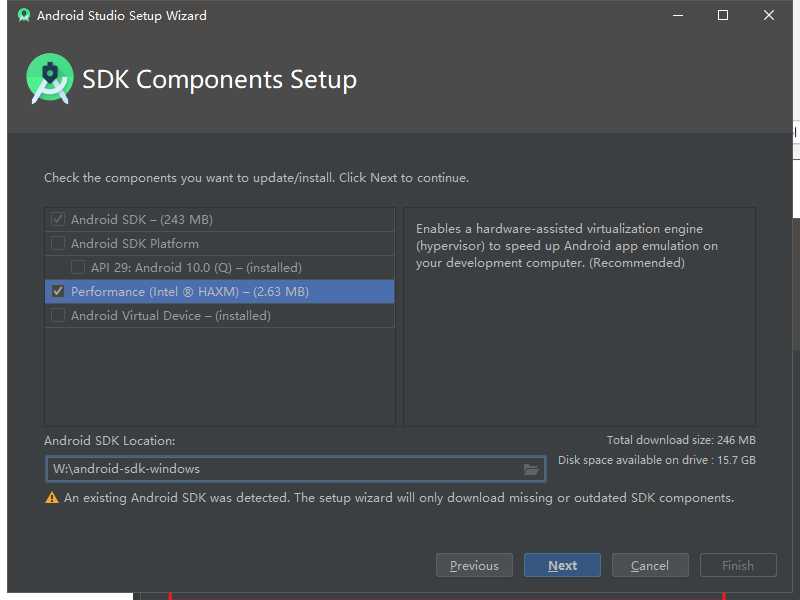 Android Studio Setup Wizard
SDK Components Setup
Check the components you want to update/install. Click Next to continue.
Android SDK – (243 MB)
Android SDK Platform
API 29: Android 10.0 (Q) – (installed)
Performance (Intel ® HAXM) – (2.63 MB)
Android Virtual Device – (installed)
Enables a hardware-assisted virtualization engine
(hypervisor) to speed up Android app emulation on
your development computer. (Recommended)
Android SDK Location:
W:\android-sdk-windows
Total download size: 246 MB
Disk space available on drive : 15.7 GB
An existing Android SDK was detected. The setup wizard will only download missing or outdated SDK components.
Previous
Next
Cancel
Finish